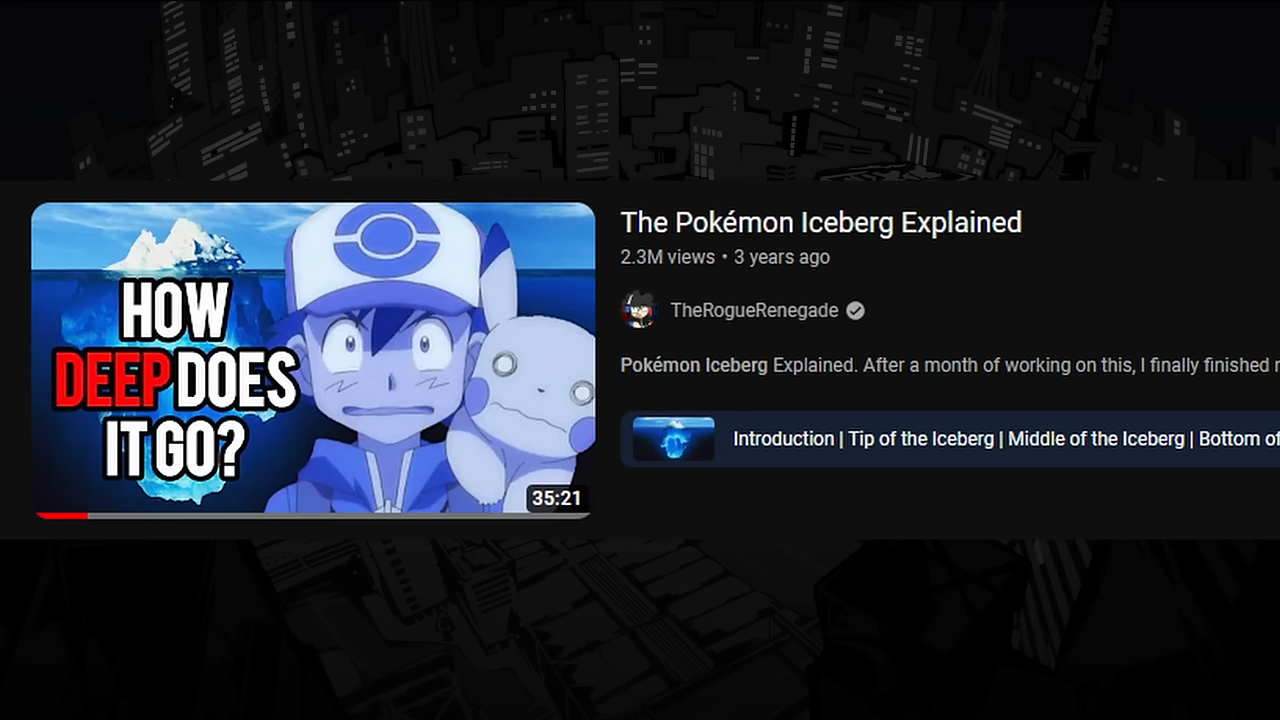 HOW
DEEP DOES
IT GO?
35:21
The Pokémon Iceberg Explained
2.3M views • 3 years ago
TheRogueRenegade
Pokémon Iceberg Explained. After a month of working on this, I finally finished
Introduction | Tip of the Iceberg | Middle of the Iceberg | Bottom of